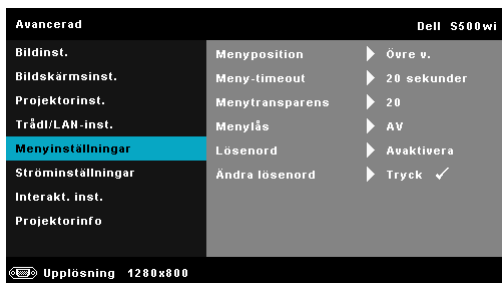 Avancerad Dell S500wi
Bildinst.
Bildskärmsinst.
Projektorinst.
Trådl/LAN-inst.
Menyinställningar
Ströminställningar
Interakt. inst.
Projektorinfo
Menyposition Övre v.
Meny-timeout 20 sekunder
Menytransparens 20
Menylås AV
Lösenord Avaktivera
Ändra lösenord Tryck
Upplösning 1280x800